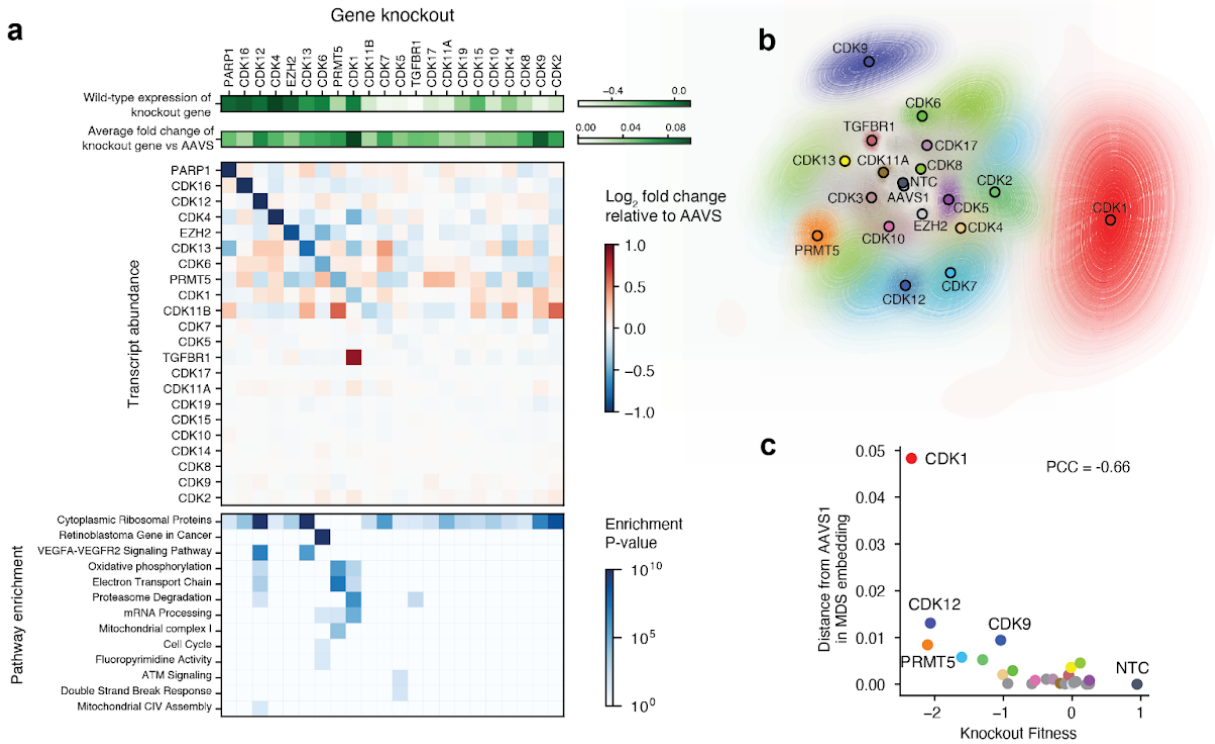 a
Gene knockout
PARP1
CDK16
CDK12
CDK4
EZH2
CDK13
CDK6
PRMT5
CDK1
CDK11B
CDK7
CDK5
TGFBR1
CDK17
CDK11A
CDK19
CDK15
CDK10
CDK14
CDK8
CDK9
CDK2
Wild-type expression of
knockout gene
−0.4 0.0
Average fold change of
knockout gene vs AAVS
0.00 0.04 0.08
Transcript abundance
PARP1
CDK16
CDK12
CDK4
EZH2
CDK13
CDK6
PRMT5
CDK1
CDK11B
CDK7
CDK5
TGFBR1
CDK17
CDK11A
CDK19
CDK15
CDK10
CDK14
CDK8
CDK9
CDK2
Log2 fold change
relative to AAVS
1.0
0.5
0.0
−0.5
−1.0
Pathway enrichment
Cytoplasmic Ribosomal Proteins
Retinoblastoma Gene in Cancer
VEGFA-VEGFR2 Signaling Pathway
Oxidative phosphorylation
Electron Transport Chain
Proteasome Degradation
mRNA Processing
Mitochondrial complex I
Cell Cycle
Fluoropyrimidine Activity
ATM Signaling
Double Strand Break Response
Mitochondrial CIV Assembly
Enrichment
P-value
10^10
10^5
10^0
b
CDK9
CDK6
TGFBR1
CDK17
CDK13
CDK11A
CDK8
NTC
CDK2
CDK3
AAVS1
CDK5
CDK1
EZH2
CDK4
PRMT5
CDK10
CDK12
CDK7
c
0.05
CDK1
PCC = -0.66
0.04
0.03
0.02
0.01
0.00
CDK12
CDK9
PRMT5
NTC
Distance from AAVS1
in MDS embedding
−2 −1 0 1
Knockout Fitness